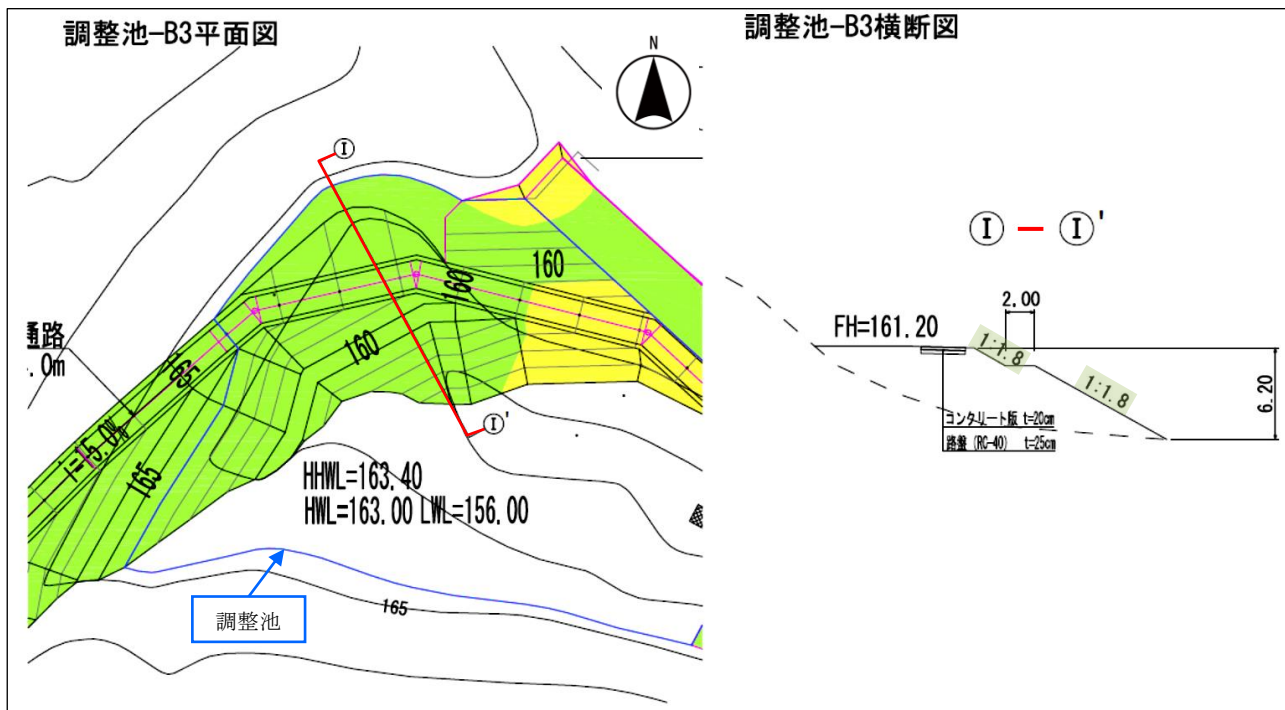 調整池-B3平面図
調整池-B3横断図
N
Ⓘ
160
160
160
通路
.0m
165
i=15.0%
165
Ⓘ'
HHWL=163.40
HWL=163.00 LWL=156.00
調整池
165
Ⓘ — Ⓘ'
2.00
FH=161.20
1:1.8
1:1.8
6.20
コンクリート版 t=20cm
路盤 (RC-40) t=25cm